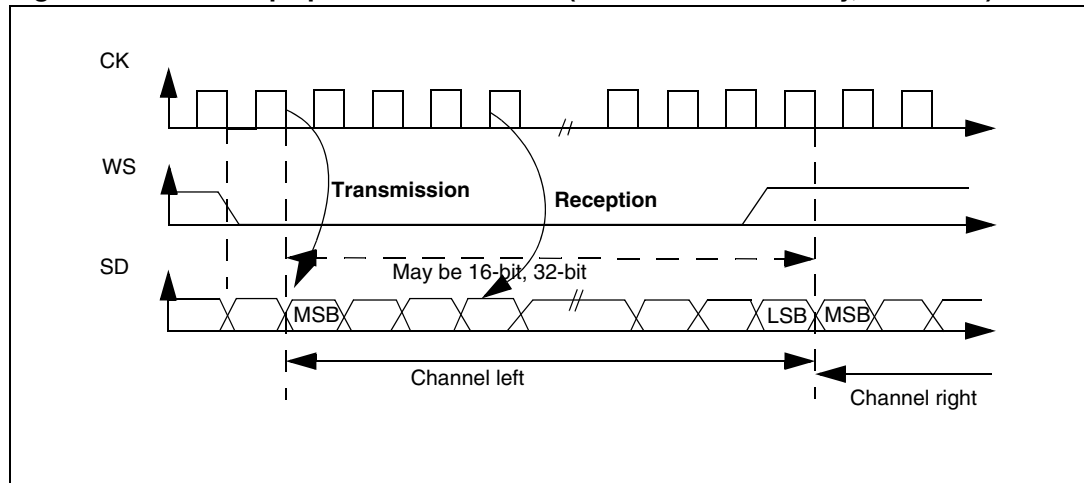 CK
WS
Transmission
Reception
SD
May be 16-bit, 32-bit
MSB
LSB
MSB
Channel left
Channel right